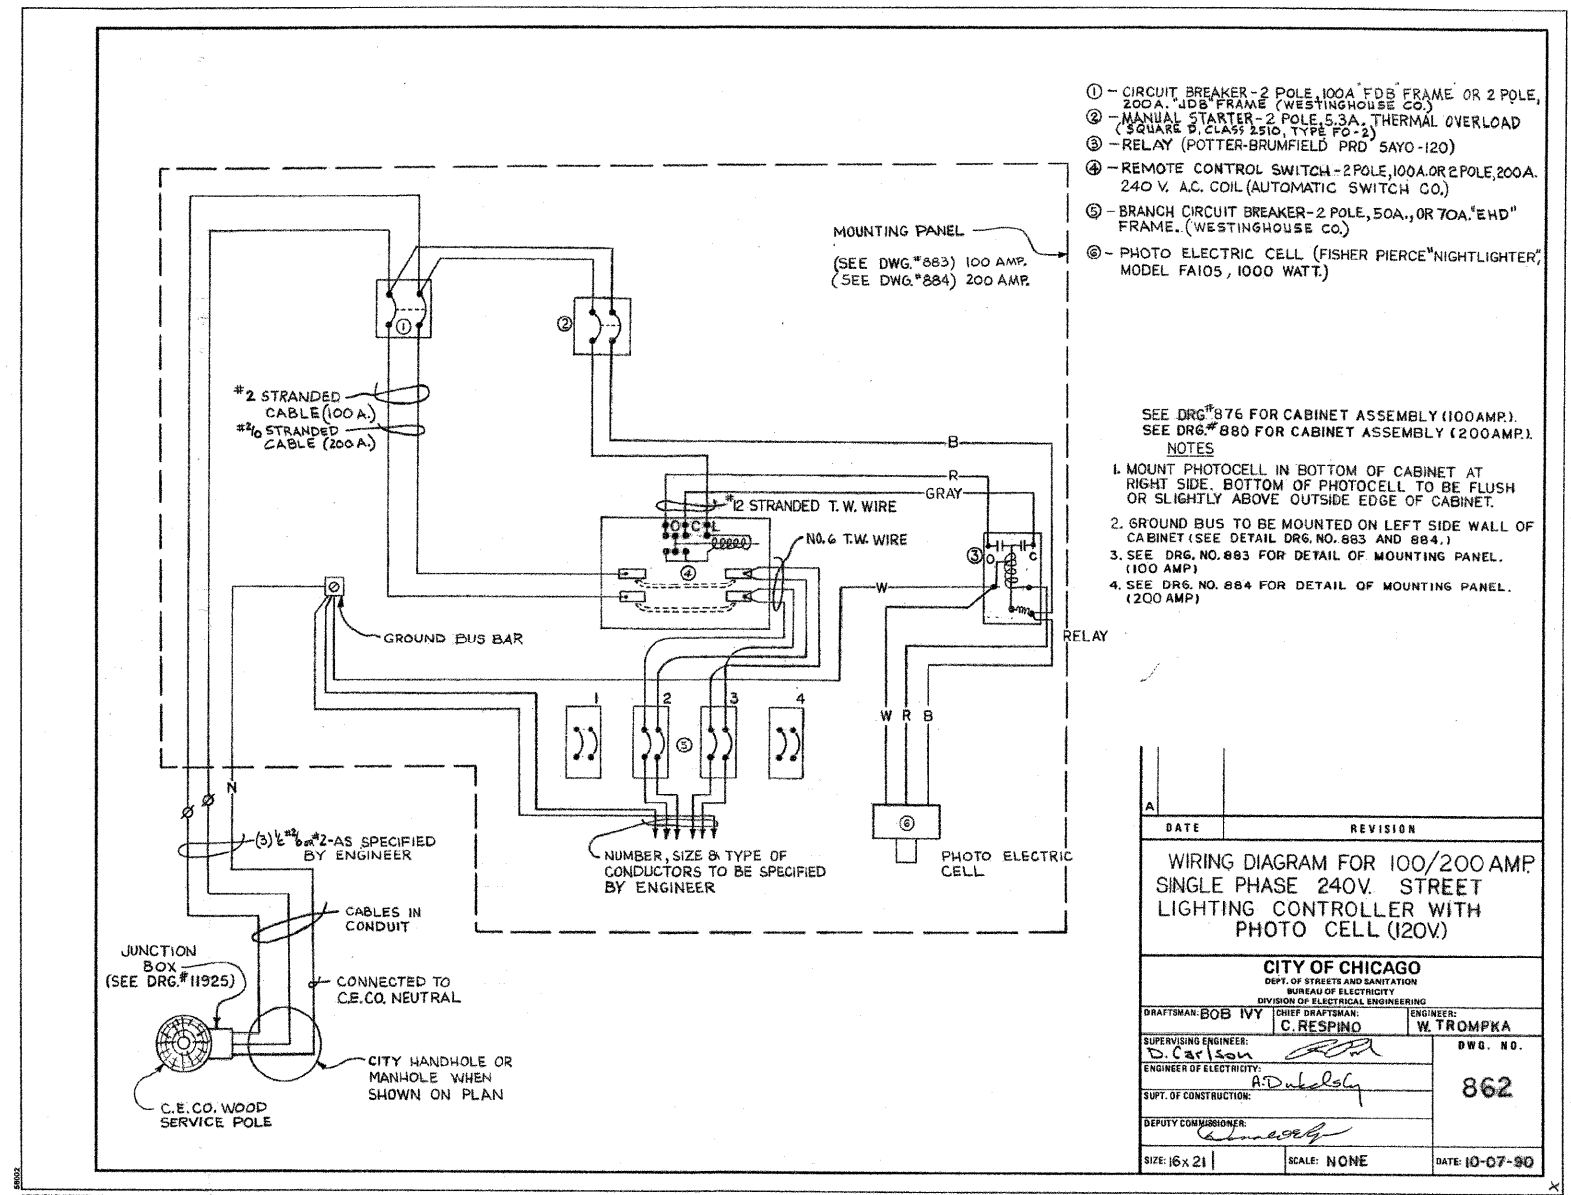 ① – CIRCUIT BREAKER-2 POLE, 100A "FDB" FRAME OR 2 POLE,
200A. "JDB" FRAME (WESTINGHOUSE CO.)
② – MANUAL STARTER-2 POLE, 5.3A. THERMAL OVERLOAD
(SQUARE D, CLASS 2510, TYPE FO-2)
③ – RELAY (POTTER-BRUMFIELD PRD 5AYO-120)
④ – REMOTE CONTROL SWITCH-2 POLE, 100A. OR 2 POLE, 200A.
240 V. A.C. COIL (AUTOMATIC SWITCH CO.)
⑤ – BRANCH CIRCUIT BREAKER-2 POLE, 50A., OR 70A. "EHD"
FRAME. (WESTINGHOUSE CO.)
⑥ – PHOTO ELECTRIC CELL (FISHER PIERCE "NIGHTLIGHTER",
MODEL FA105, 1000 WATT.)
MOUNTING PANEL
(SEE DWG. #883) 100 AMP.
(SEE DWG. #884) 200 AMP.
①
②
#2 STRANDED
CABLE (100 A.)
#2/0 STRANDED
CABLE (200 A.)
SEE DRG #876 FOR CABINET ASSEMBLY (100AMP).
SEE DRG. #880 FOR CABINET ASSEMBLY (200AMP).
NOTES
1. MOUNT PHOTOCELL IN BOTTOM OF CABINET AT
RIGHT SIDE. BOTTOM OF PHOTOCELL TO BE FLUSH
OR SLIGHTLY ABOVE OUTSIDE EDGE OF CABINET.
2. GROUND BUS TO BE MOUNTED ON LEFT SIDE WALL OF
CABINET (SEE DETAIL DRG. NO. 883 AND 884.)
3. SEE DRG. NO. 883 FOR DETAIL OF MOUNTING PANEL.
(100 AMP)
4. SEE DRG. NO. 884 FOR DETAIL OF MOUNTING PANEL.
(200 AMP)
B
R
GRAY
#12 STRANDED T.W. WIRE
O C L
NO. 6 T.W. WIRE
④
③
O C
W
RELAY
GROUND BUS BAR
1 2 3 4
⑤
W R B
N
⑥
(3) 1/C #2/0 OR #2-AS SPECIFIED
BY ENGINEER
NUMBER, SIZE & TYPE OF
CONDUCTORS TO BE SPECIFIED
BY ENGINEER
PHOTO ELECTRIC
CELL
CABLES IN
CONDUIT
JUNCTION
BOX
(SEE DRG. #11925)
CONNECTED TO
C.E.CO. NEUTRAL
CITY HANDHOLE OR
MANHOLE WHEN
SHOWN ON PLAN
C.E.CO. WOOD
SERVICE POLE
A
DATE REVISION
WIRING DIAGRAM FOR 100/200 AMP.
SINGLE PHASE 240V. STREET
LIGHTING CONTROLLER WITH
PHOTO CELL (120V.)
CITY OF CHICAGO
DEPT. OF STREETS AND SANITATION
BUREAU OF ELECTRICITY
DIVISION OF ELECTRICAL ENGINEERING
DRAFTSMAN: BOB IVY CHIEF DRAFTSMAN: C. RESPINO ENGINEER: W. TROMPKA
SUPERVISING ENGINEER: D. Carlson
DWG. NO.
862
ENGINEER OF ELECTRICITY:
SUPT. OF CONSTRUCTION:
DEPUTY COMMISSIONER:
SIZE: 16 x 21 SCALE: NONE DATE: 10-07-90
58002
X